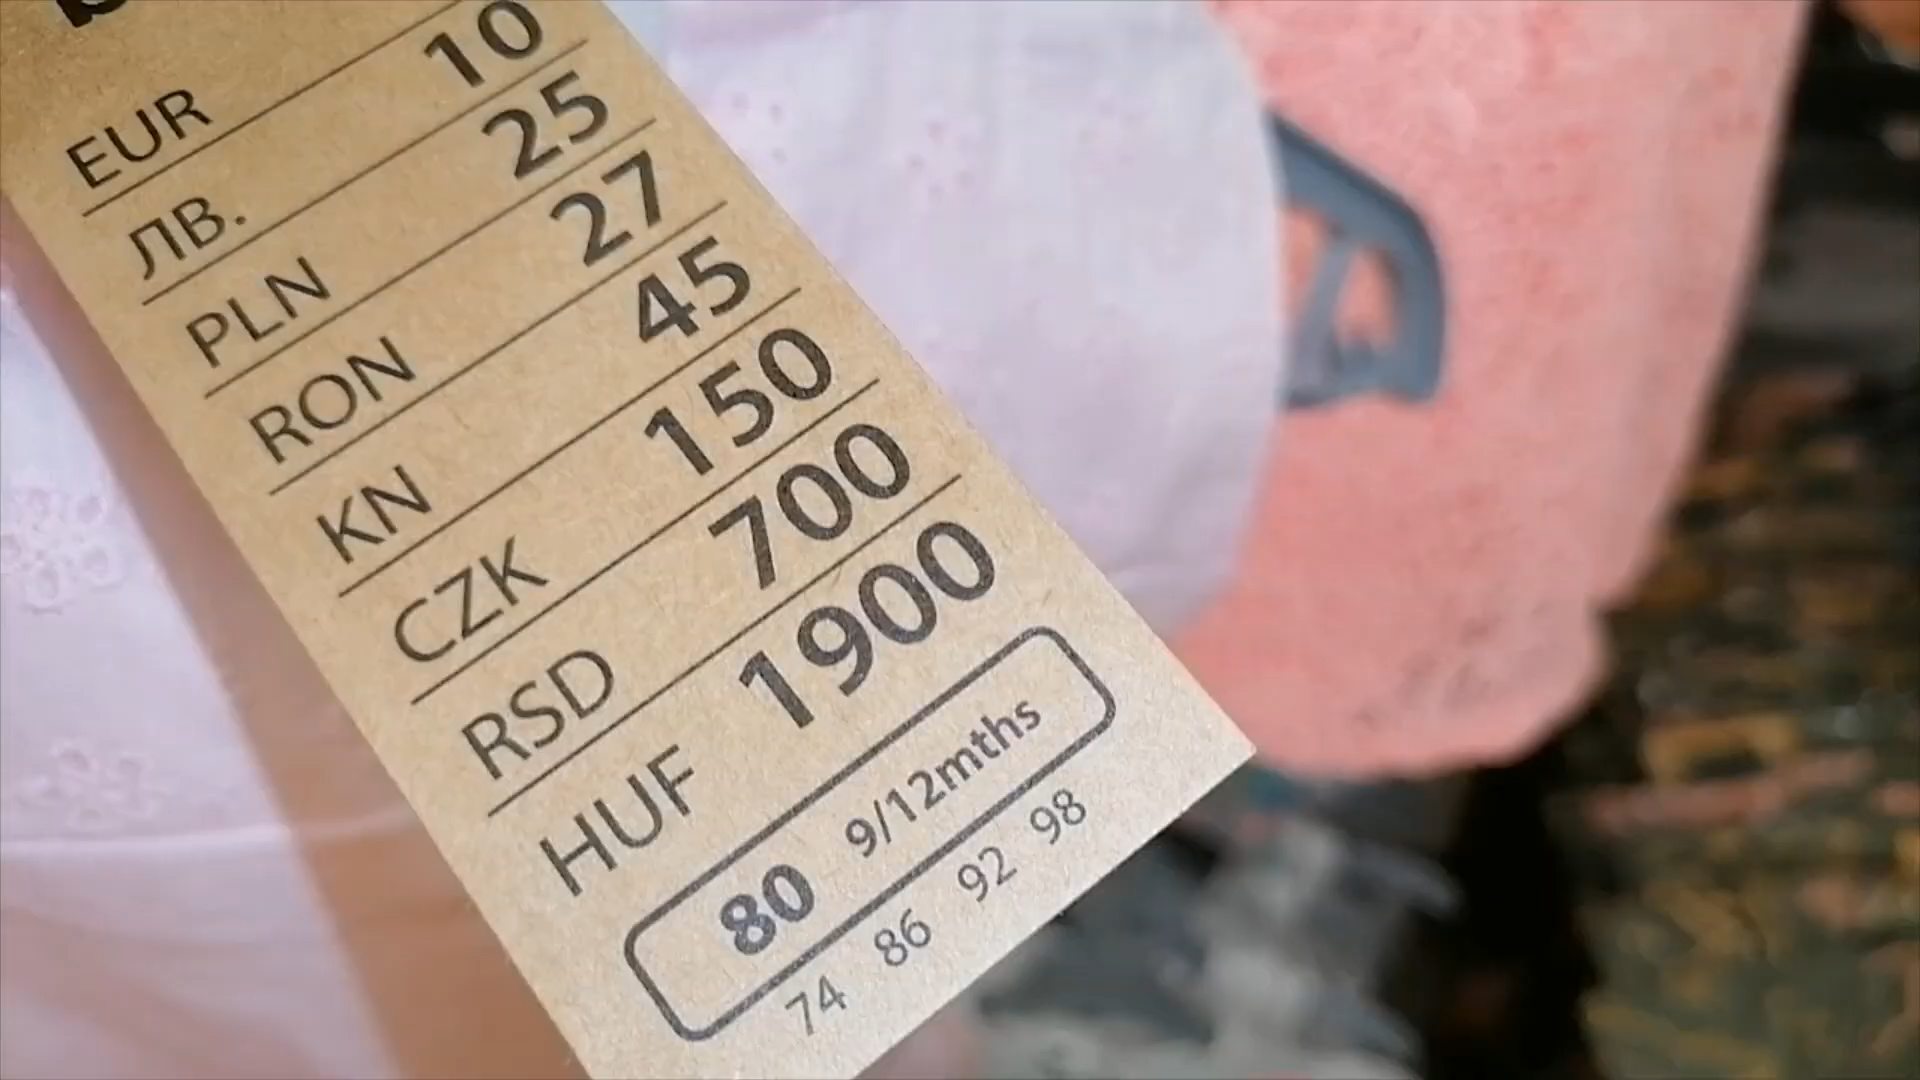 EUR
ЛВ. 10
PLN 25
RON 27
KN 45
CZK 150
RSD 700
HUF 1900
80 9/12mths
74 86 92 98